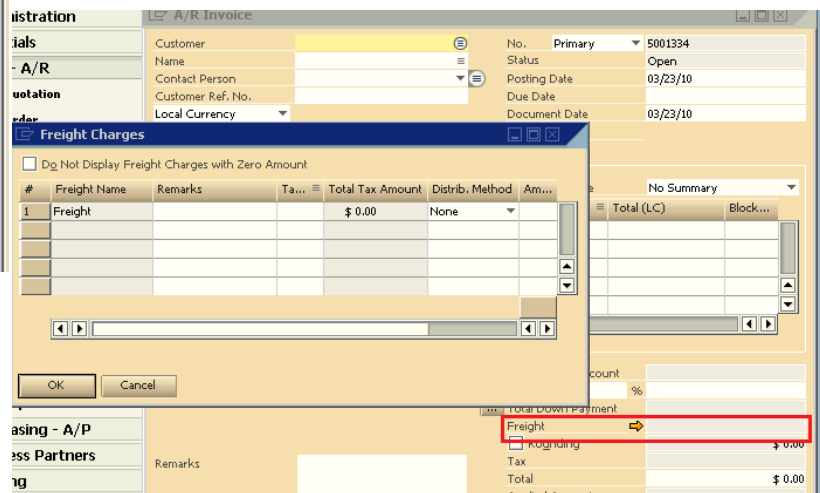 istration
A/R Invoice
ials
- A/R
uotation
rder
Customer
Name
Contact Person
Customer Ref. No.
Local Currency
No. Primary 5001334
Status Open
Posting Date 03/23/10
Due Date
Document Date 03/23/10
Freight Charges
Do Not Display Freight Charges with Zero Amount
# Freight Name Remarks Ta... Total Tax Amount Distrib. Method Am...
1 Freight $ 0.00 None
No Summary
Total (LC) Block...
OK Cancel
count
%
... Total Down Payment
Freight
Rounding $ 0.00
Tax
Total $ 0.00
asing - A/P
ess Partners
ng
Remarks